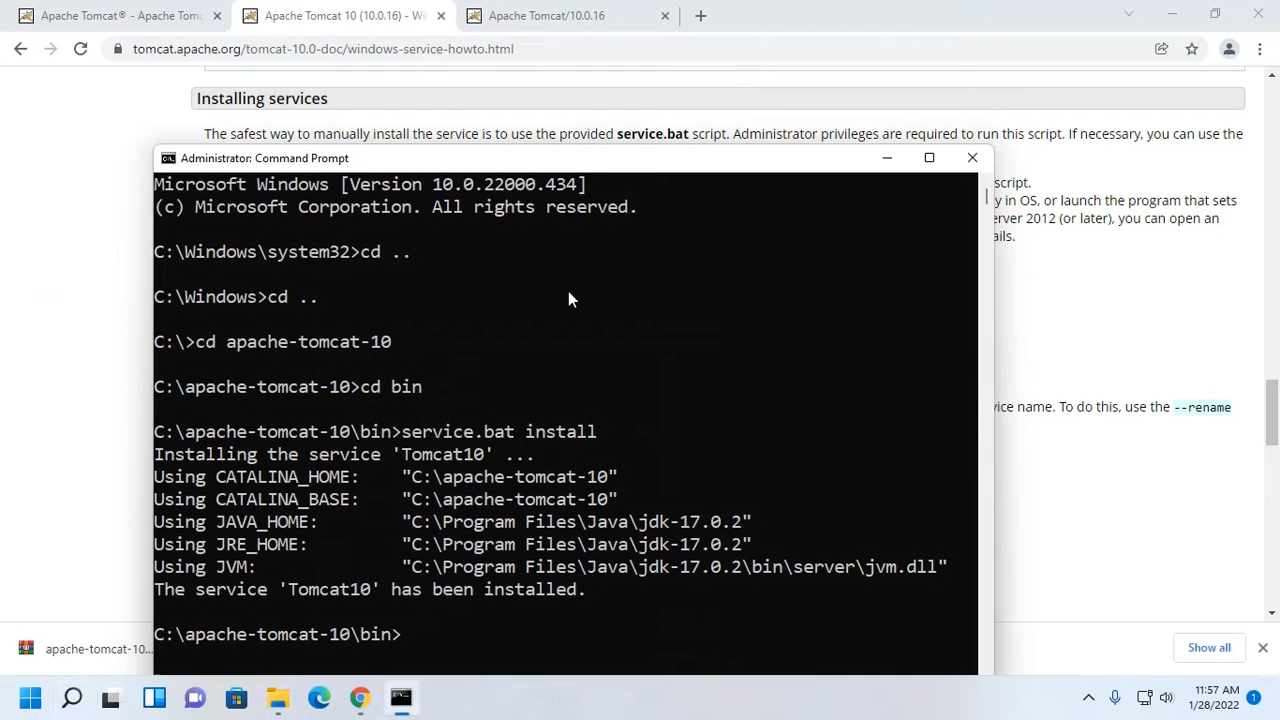 Apache Tomcat® - Apache Tomc
Apache Tomcat 10 (10.0.16) - Wi
Apache Tomcat/10.0.16
tomcat.apache.org/tomcat-10.0-doc/windows-service-howto.html
Installing services
The safest way to manually install the service is to use the provided service.bat script. Administrator privileges are required to run this script. If necessary, you can use the
Administrator: Command Prompt
script.
y in OS, or launch the program that sets
erver 2012 (or later), you can open an
ails.
vice name. To do this, use the --rename
Microsoft Windows [Version 10.0.22000.434]
(c) Microsoft Corporation. All rights reserved.
C:\Windows\system32>cd ..
C:\Windows>cd ..
C:\>cd apache-tomcat-10
C:\apache-tomcat-10>cd bin
C:\apache-tomcat-10\bin>service.bat install
Installing the service 'Tomcat10' ...
Using CATALINA_HOME: "C:\apache-tomcat-10"
Using CATALINA_BASE: "C:\apache-tomcat-10"
Using JAVA_HOME: "C:\Program Files\Java\jdk-17.0.2"
Using JRE_HOME: "C:\Program Files\Java\jdk-17.0.2"
Using JVM: "C:\Program Files\Java\jdk-17.0.2\bin\server\jvm.dll"
The service 'Tomcat10' has been installed.
C:\apache-tomcat-10\bin>
apache-tomcat-10...
Show all
11:57 AM
1/28/2022
1